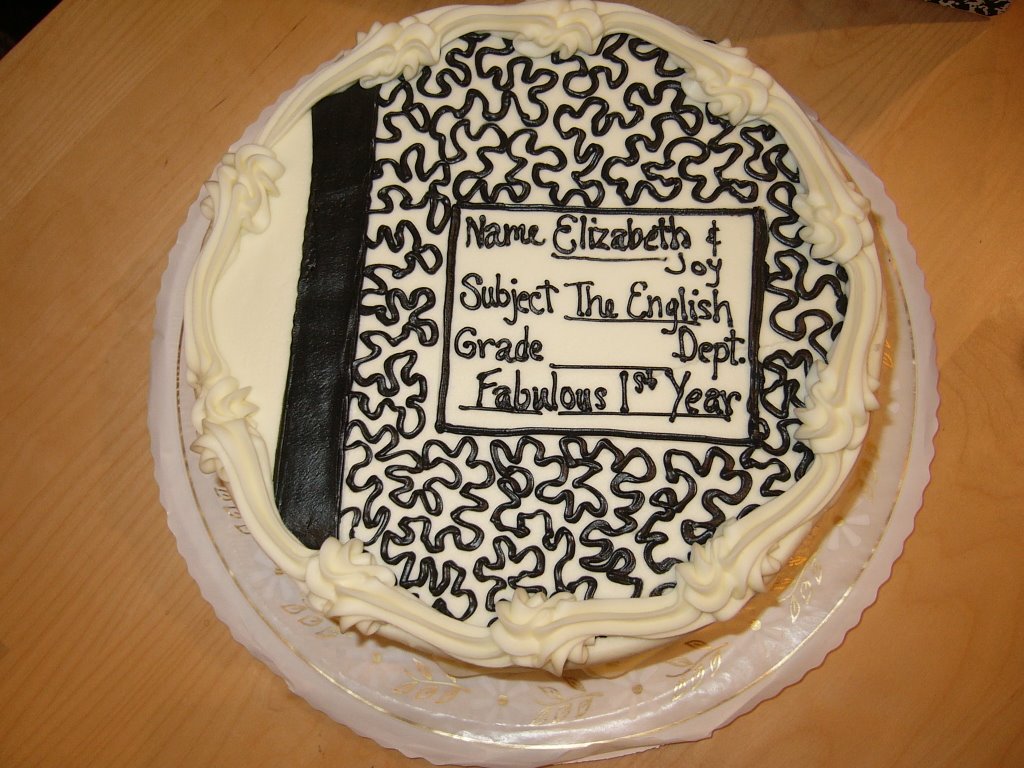 Name Elizabeth &
Joy
Subject The English
Grade Dept.
Fabulous 1st Year